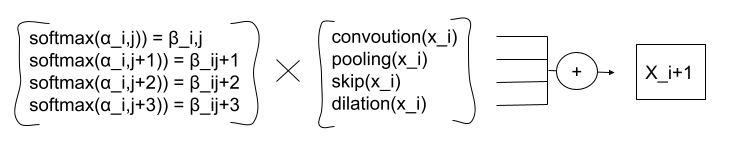 softmax(α_i,j)) = β_i,j
softmax(α_i,j+1)) = β_ij+1
softmax(α_i,j+2)) = β_ij+2
softmax(α_i,j+3)) = β_ij+3
convoution(x_i)
pooling(x_i)
skip(x_i)
dilation(x_i)
+
X_i+1